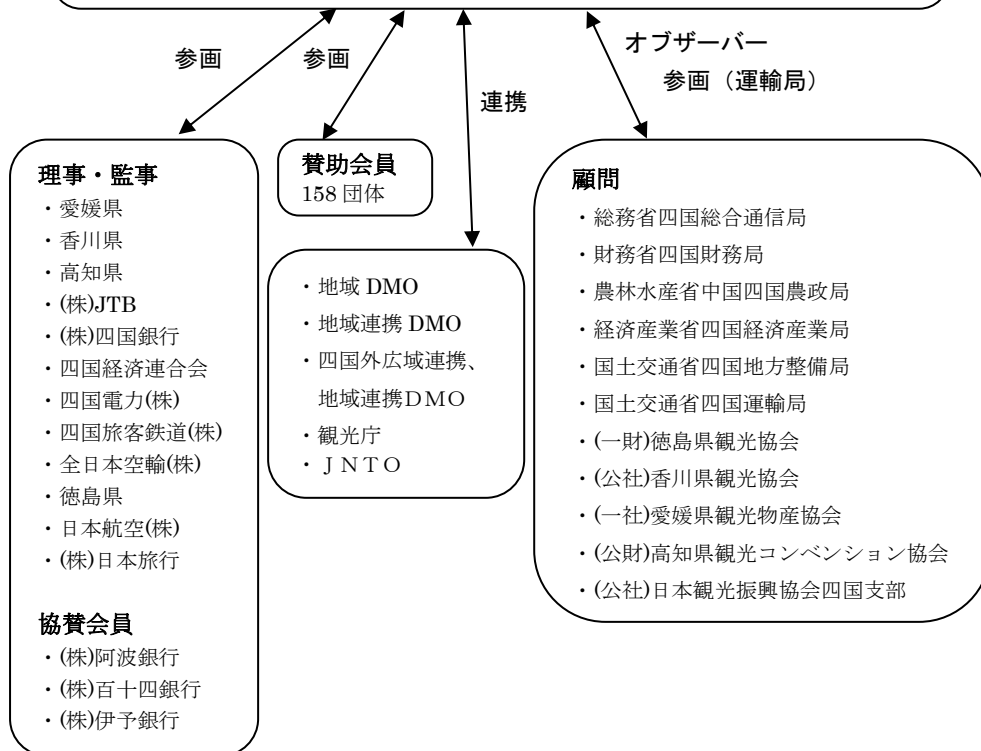 参画
参画
連携
オブザーバー
参画（運輸局）
理事・監事
・愛媛県
・香川県
・高知県
・(株)JTB
・(株)四国銀行
・四国経済連合会
・四国電力(株)
・四国旅客鉄道(株)
・全日本空輸(株)
・徳島県
・日本航空(株)
・(株)日本旅行
協賛会員
・(株)阿波銀行
・(株)百十四銀行
・(株)伊予銀行
賛助会員
158 団体
・地域 DMO
・地域連携 DMO
・四国外広域連携、
地域連携ＤＭＯ
・観光庁
・ＪＮＴＯ
顧問
・総務省四国総合通信局
・財務省四国財務局
・農林水産省中国四国農政局
・経済産業省四国経済産業局
・国土交通省四国地方整備局
・国土交通省四国運輸局
・(一財)徳島県観光協会
・(公社)香川県観光協会
・(一社)愛媛県観光物産協会
・(公財)高知県観光コンベンション協会
・(公社)日本観光振興協会四国支部